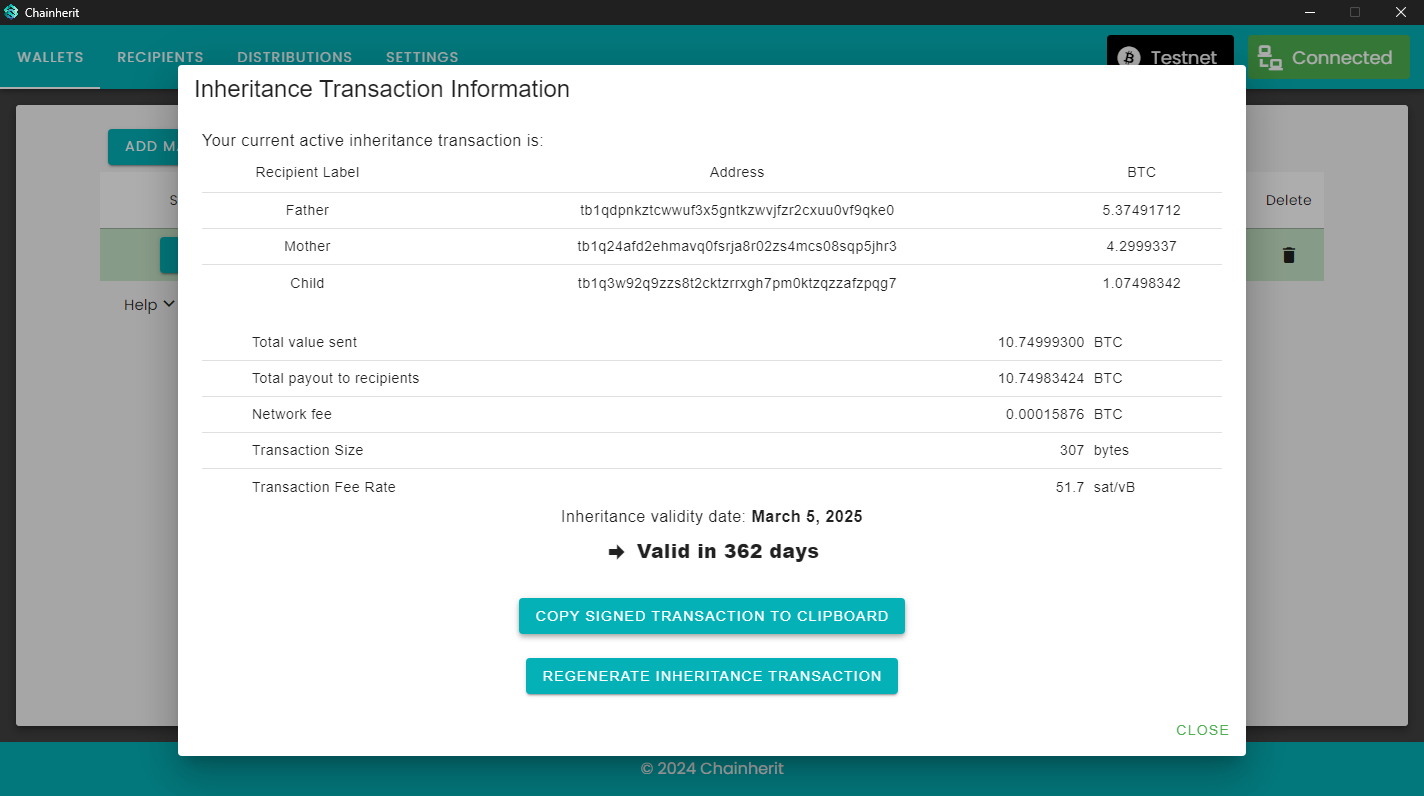 Chainherit
WALLETS RECIPIENTS DISTRIBUTIONS SETTINGS Testnet Connected
Inheritance Transaction Information
ADD MA
Your current active inheritance transaction is:
Recipient Label Address BTC
S Delete
Father tb1qdpnkztcwwuf3x5gntkzwvjfzr2cxuu0vf9qke0 5.37491712
Mother tb1q24afd2ehmavq0fsrja8r02zs4mcs08sqp5jhr3 4.2999337
Child tb1q3w92q9zzs8t2cktzrrxgh7pm0ktzqzzafzpqg7 1.07498342
Help
Total value sent 10.74999300 BTC
Total payout to recipients 10.74983424 BTC
Network fee 0.00015876 BTC
Transaction Size 307 bytes
Transaction Fee Rate 51.7 sat/vB
Inheritance validity date: March 5, 2025
Valid in 362 days
COPY SIGNED TRANSACTION TO CLIPBOARD
REGENERATE INHERITANCE TRANSACTION
CLOSE
© 2024 Chainherit